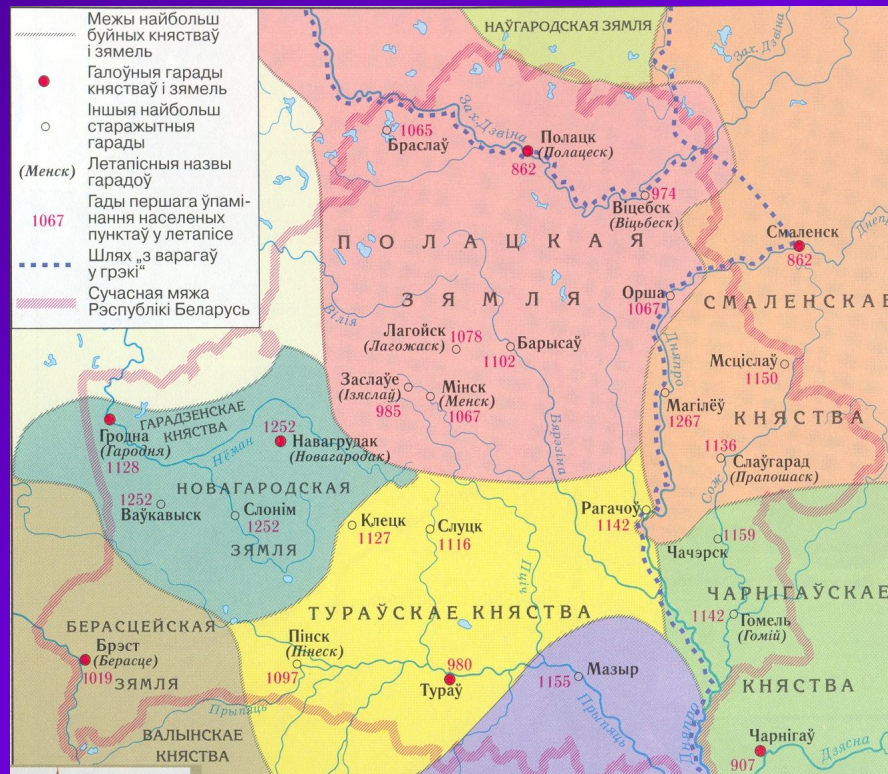 Межы найбольш
буйных княстваў
і зямель
Галоўныя гарады
княстваў і зямель
Іншыя найбольш
старажытныя
гарады
(Менск)
Летапісныя назвы
гарадоў
1067
Гады першага ўпамі-
нання населеных
пунктаў у летапісе
Шлях „з варагаў
у грэкі“
Сучасная мяжа
Рэспублікі Беларусь
НАЎГАРОДСКАЯ ЗЯМЛЯ
Зах. Дзвіна
Зах. Дзвіна
1065
Браслаў
Полацк
(Полацеск)
862
974
Віцебск
(Віцьбеск)
ПОЛАЦКАЯ
ЗЯМЛЯ
Смаленск
862
Днепр
Орша
1067
СМАЛЕНСКАЕ
КНЯСТВА
Вілія
Лагойск
(Лагожаск)
1078
Барысаў
1102
Дняпро
Мсціслаў
1150
Заслаўе
(Ізяслаў)
985
Мінск
(Менск)
1067
Магілёў
1267
Бярэзіна
ГАРАДЗЕНСКАЕ
КНЯСТВА
Гродна
(Гародня)
1128
Нёман
1252
Навагрудак
(Новагародак)
1136
Слаўгарад
(Прапошаск)
Сож
НОВАГАРОДСКАЯ
ЗЯМЛЯ
1252
Ваўкавыск
Слонім
1252
Клецк
1127
Слуцк
1116
Рагачоў
1142
1159
Чачэрск
Пціч
ЧАРНІГАЎСКАЕ
КНЯСТВА
ТУРАЎСКАЕ КНЯСТВА
1142
Гомель
(Гомій)
БЕРАСЦЕЙСКАЯ
ЗЯМЛЯ
Брэст
(Берасце)
1019
Пінск
(Пінеск)
1097
980
Тураў
Мазыр
1155
Прыпяць
Прыпяць
Дняпро
ВАЛЫНСКАЕ
КНЯСТВА
Чарнігаў
907
Дзясна